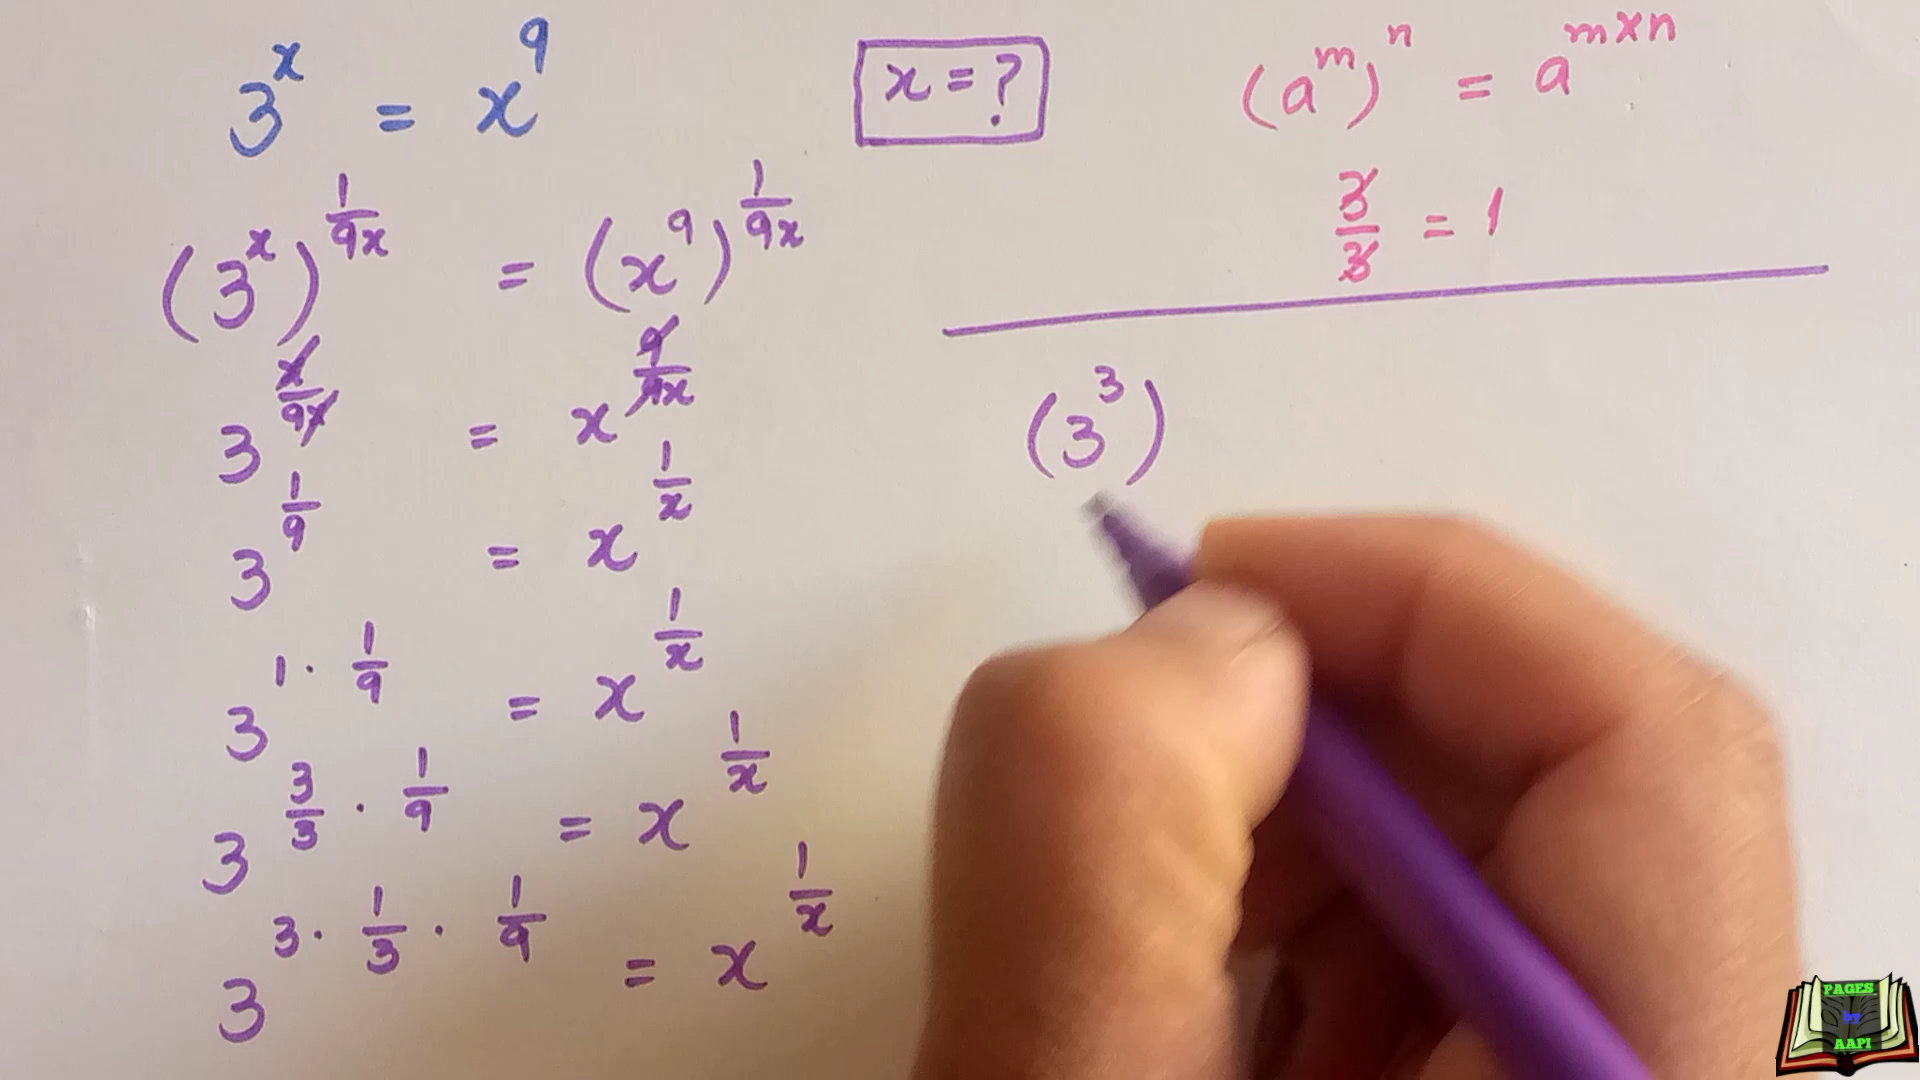 3^x = x^9
x = ?
(a^m)^n = a^{m×n}
3/3 = 1
(3^x)^{1/9x} = (x^9)^{1/9x}
3^{x/9x} = x^{9/9x}
3^{1/9} = x^{1/x}
3^{1·1/9} = x^{1/x}
3^{3/3·1/9} = x^{1/x}
3^{3·1/3·1/9} = x^{1/x}
(3^3)
PAGES
by
AAPI